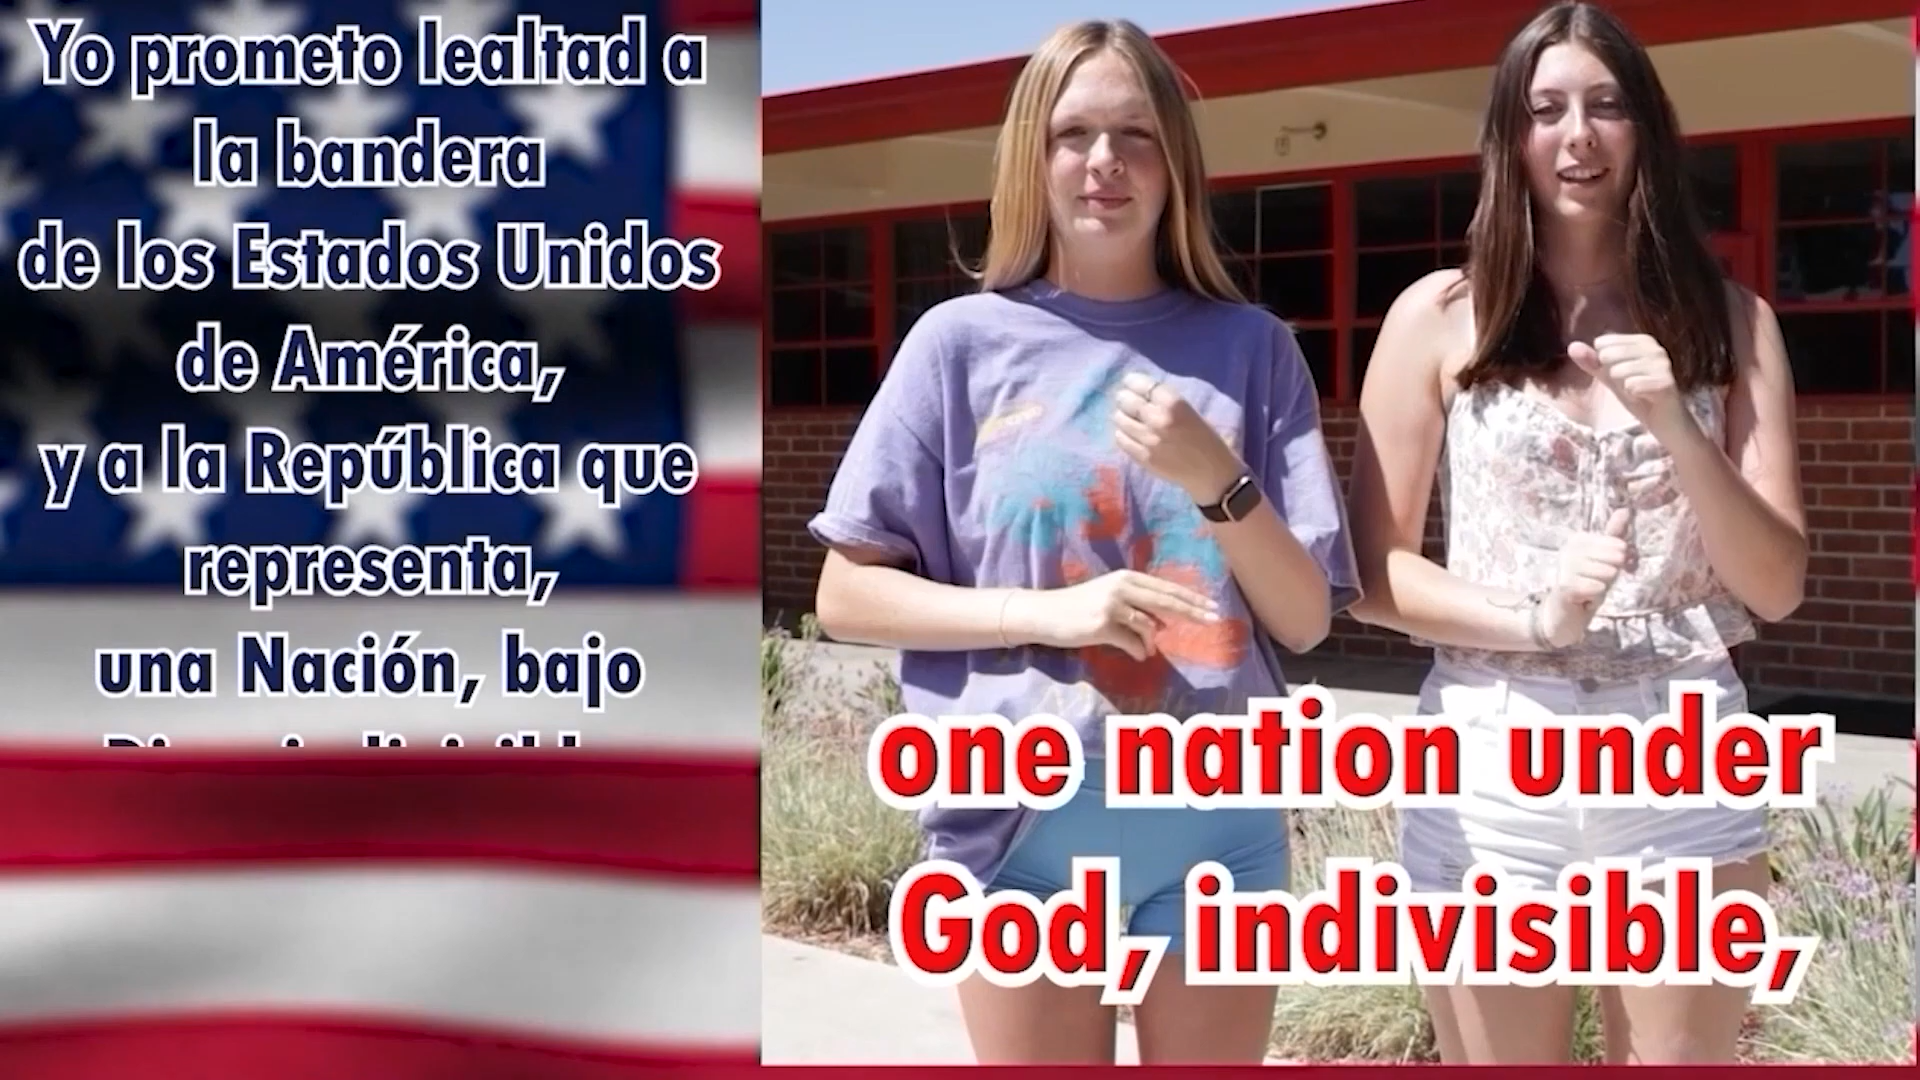 Yo prometo lealtad a
la bandera
de los Estados Unidos
de América,
y a la República que
representa,
una Nación, bajo
one nation under
God, indivisible,